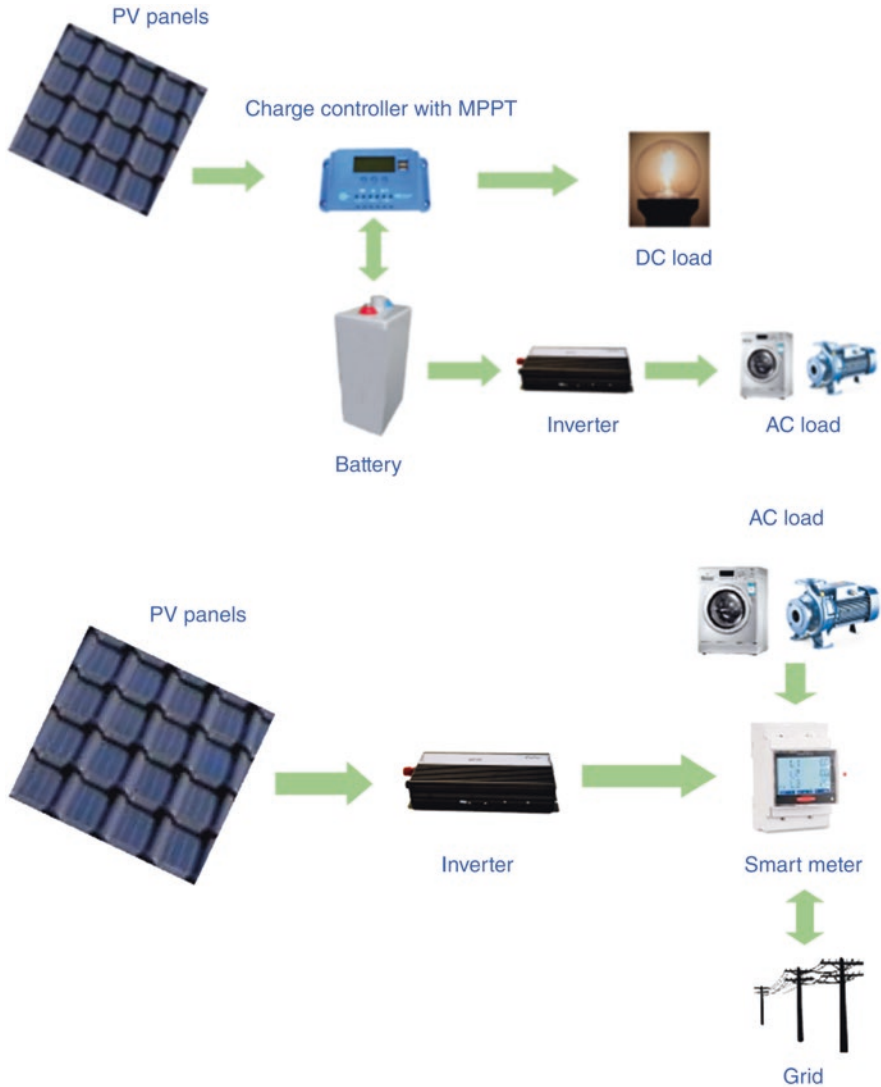 PV panels
Charge controller with MPPT
DC load
Inverter
AC load
Battery
AC load
PV panels
Inverter
Smart meter
Grid